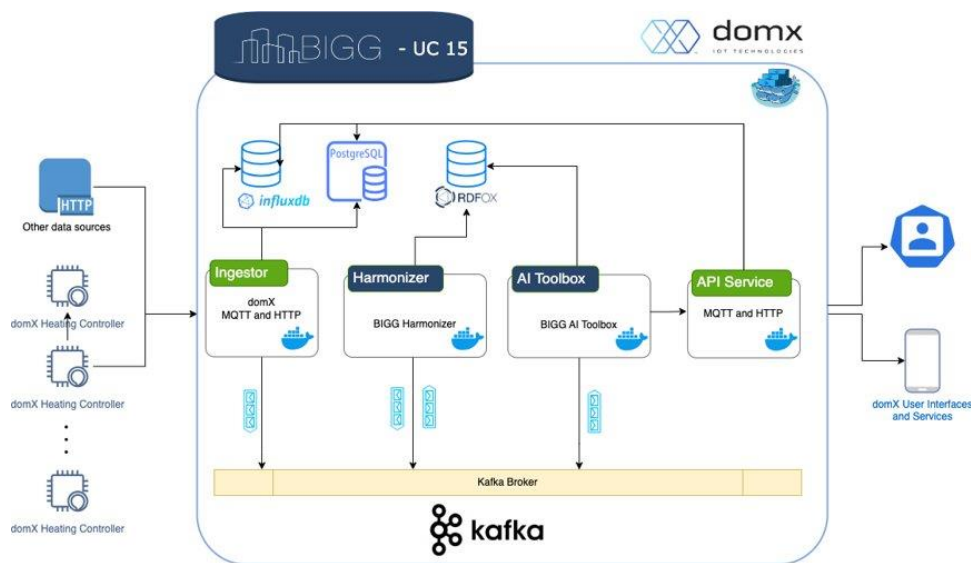 BIGG - UC 15
domx
IOT TECHNOLOGIES
HTTP
Other data sources
domX Heating Controller
domX Heating Controller
domX Heating Controller
influxdb
PostgreSQL
RDFOX
Ingestor
domX
MQTT and HTTP
Harmonizer
BIGG Harmonizer
AI Toolbox
BIGG AI Toolbox
API Service
MQTT and HTTP
Kafka Broker
kafka
domX User Interfaces
and Services